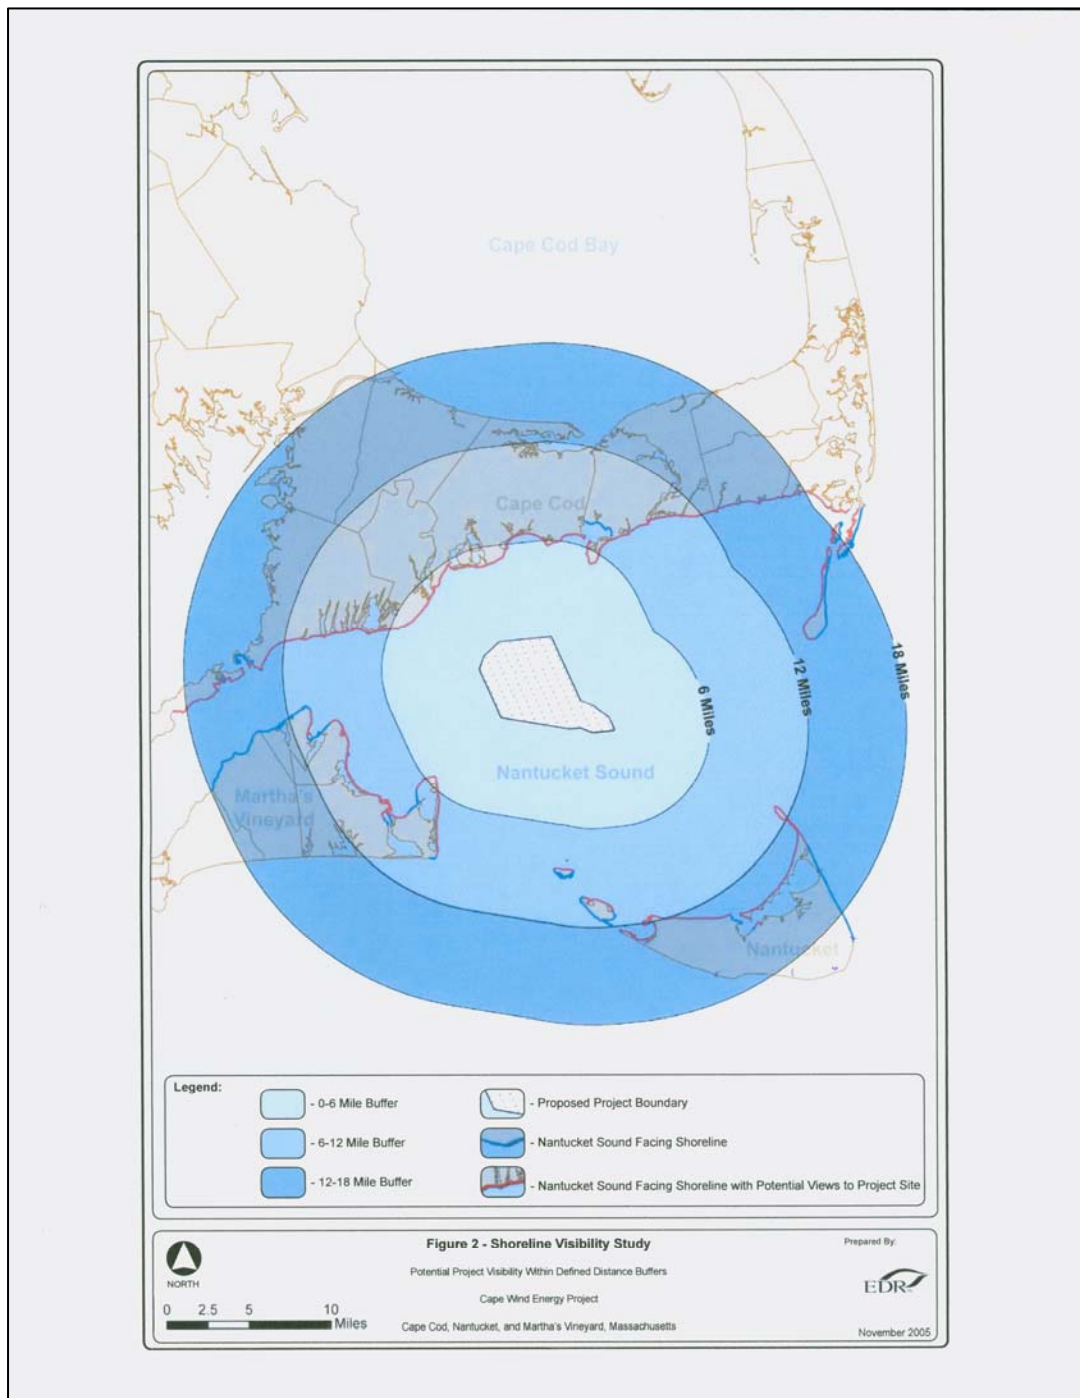 Cape Cod Bay
Cape Cod
18 Miles
12 Miles
6 Miles
Nantucket Sound
Martha's
Vineyard
Nantucket
Legend:
- 0-6 Mile Buffer
- Proposed Project Boundary
- 6-12 Mile Buffer
- Nantucket Sound Facing Shoreline
- 12-18 Mile Buffer
- Nantucket Sound Facing Shoreline with Potential Views to Project Site
Figure 2 - Shoreline Visibility Study
Prepared By:
Potential Project Visibility Within Defined Distance Buffers
NORTH
EDR
Cape Wind Energy Project
0 2.5 5 10
Miles
Cape Cod, Nantucket, and Martha's Vineyard, Massachusetts
November 2005